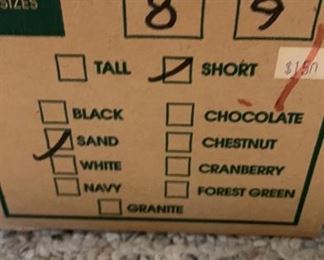 SIZES
8 9
TALL SHORT
$150
BLACK CHOCOLATE
SAND CHESTNUT
WHITE CRANBERRY
NAVY FOREST GREEN
GRANITE